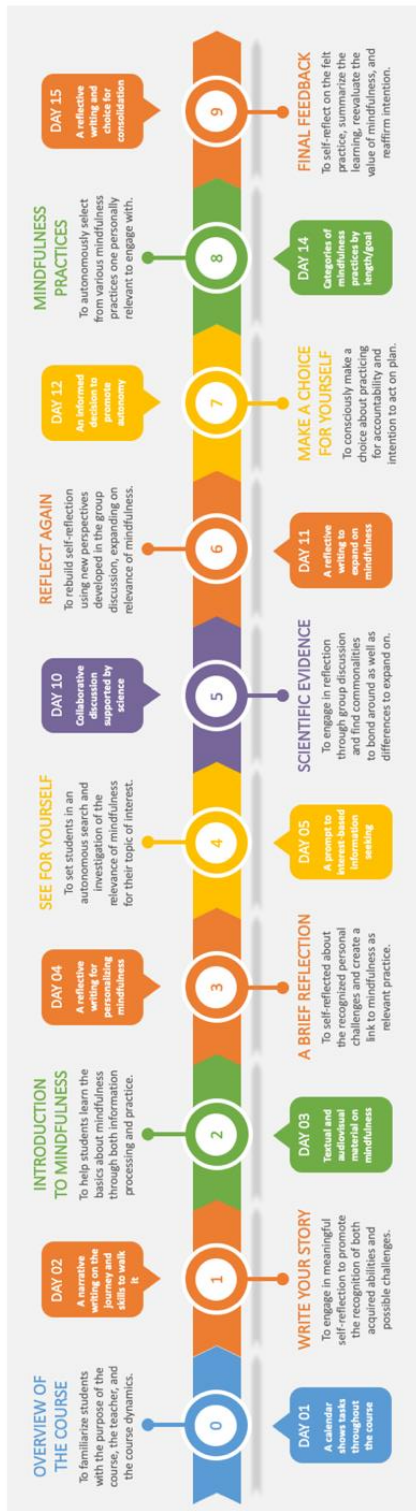 OVERVIEW OF
THE COURSE
To familiarize students
with the purpose of the
course, the teacher, and
the course dynamics.
0
DAY 01
A calendar
shows tasks
throughout
the course
DAY 02
A narrative
writing on the
journey and
skills to walk
it
1
WRITE YOUR STORY
To engage in meaningful
self-reflection to promote
the recognition of both
acquired abilities and
possible challenges.
INTRODUCTION
TO MINDFULNESS
To help students learn the
basics about mindfulness
through both information
processing and practice.
2
DAY 03
Textual and
audiovisual
material on
mindfulness
DAY 04
A reflective
writing for
personalizing
mindfulness
3
A BRIEF REFLECTION
To self-reflected about
the recognized personal
challenges and create a
link to mindfulness as
relevant practice.
SEE FOR YOURSELF
To set students in an
autonomous search and
investigation of the
relevance of mindfulness
for their topic of interest.
4
DAY 05
A prompt to
interest-based
information
seeking
DAY 10
Collaborative
discussion
supported by
science
5
SCIENTIFIC EVIDENCE
To engage in reflection
through group discussion
and find commonalities
to bond around as well as
differences to expand on.
REFLECT AGAIN
To rebuild self-reflection
using new perspectives
developed in the group
discussion, expanding on
relevance of mindfulness.
6
DAY 11
A reflective
writing to
expand on
mindfulness
DAY 12
An informed
decision to
promote
autonomy
7
MAKE A CHOICE
FOR YOURSELF
To consciously make a
choice about practicing
for accountability and
intention to act on plan.
MINDFULNESS
PRACTICES
To autonomously select
from various mindfulness
practices one personally
relevant to engage with.
8
DAY 14
Categories of
mindfulness
practices by
length/goal
DAY 15
A reflective
writing and
choice for
consolidation
9
FINAL FEEDBACK
To self-reflect on the felt
practice, summarize the
learning, reevaluate the
value of mindfulness, and
reaffirm intention.